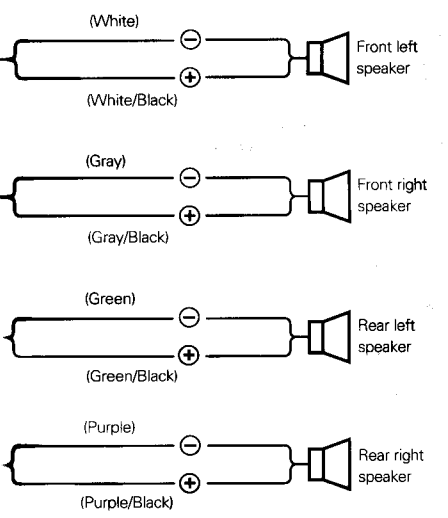 (White)
⊖
Front left
speaker
⊕
(White/Black)
(Gray)
⊖
Front right
speaker
⊕
(Gray/Black)
(Green)
⊖
Rear left
speaker
⊕
(Green/Black)
(Purple)
⊖
Rear right
speaker
⊕
(Purple/Black)